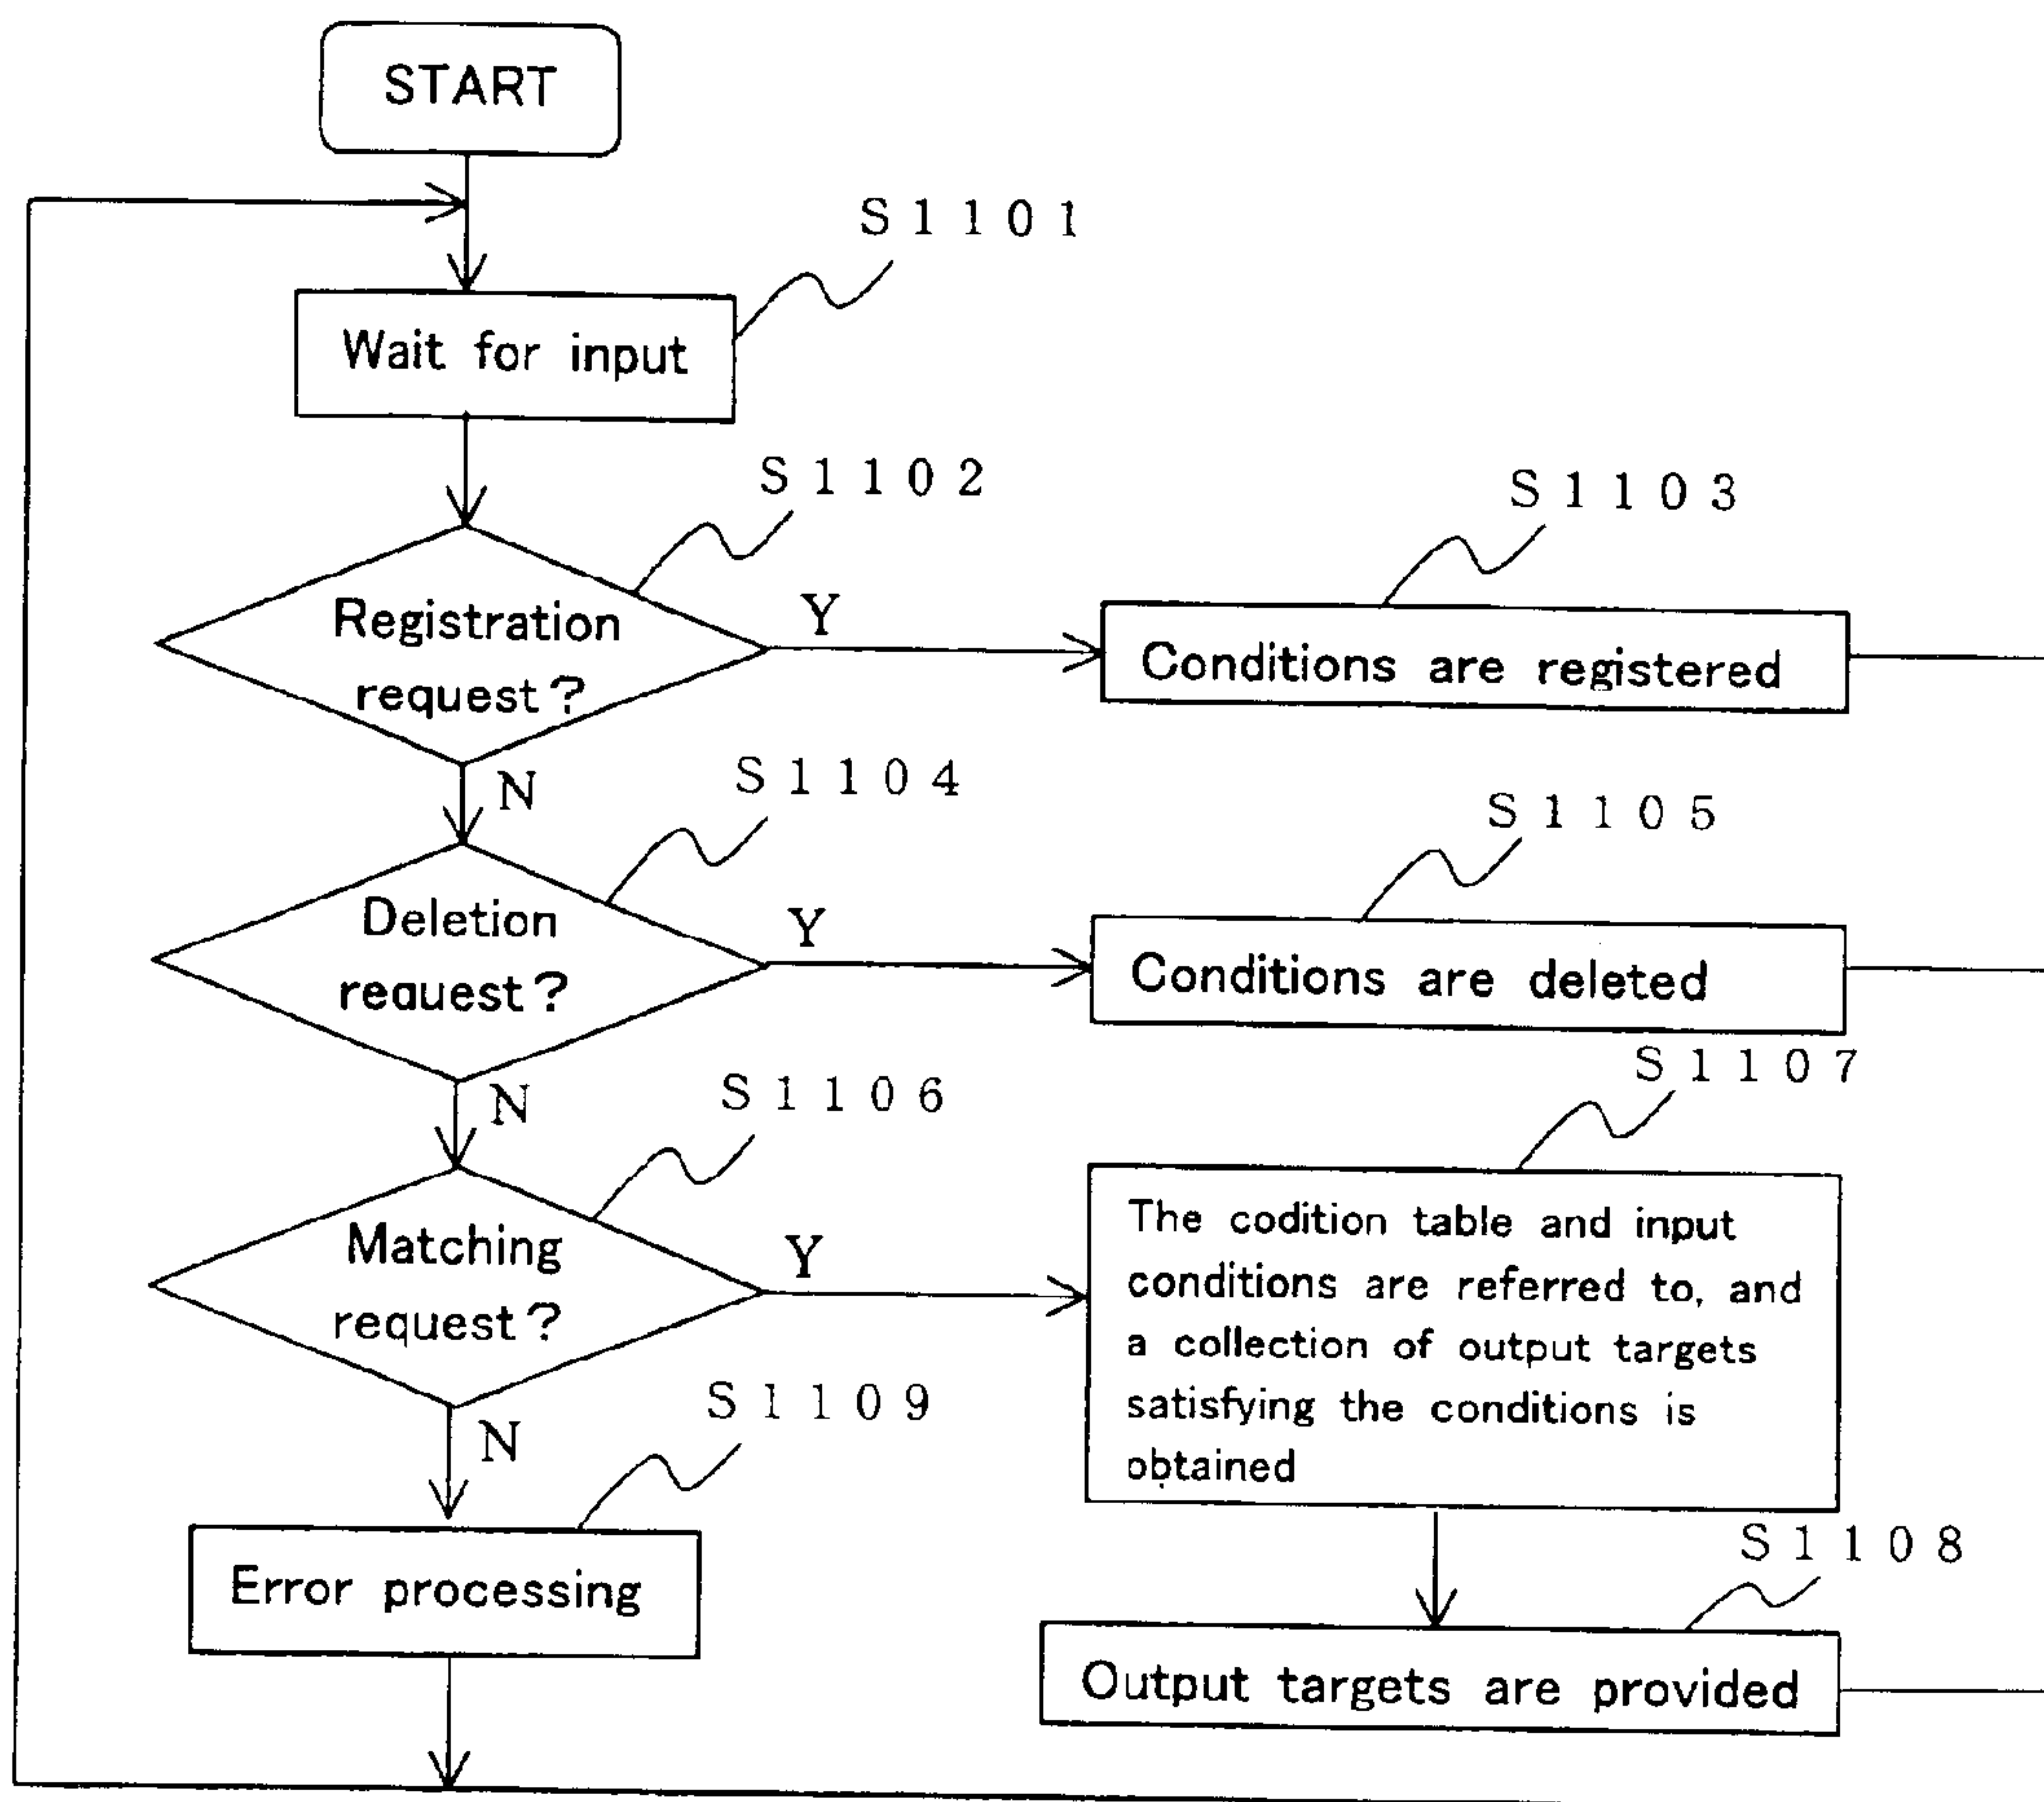 START
S1101
Wait for input
S1102
S1103
Registration
request?
Y
Conditions are registered
N
S1104
S1105
Deletion
request?
Y
Conditions are deleted
N
S1106
S1107
Matching
request?
Y
The codition table and input
conditions are referred to, and
a collection of output targets
satisfying the conditions is
obtained
N
S1109
S1108
Error processing
Output targets are provided